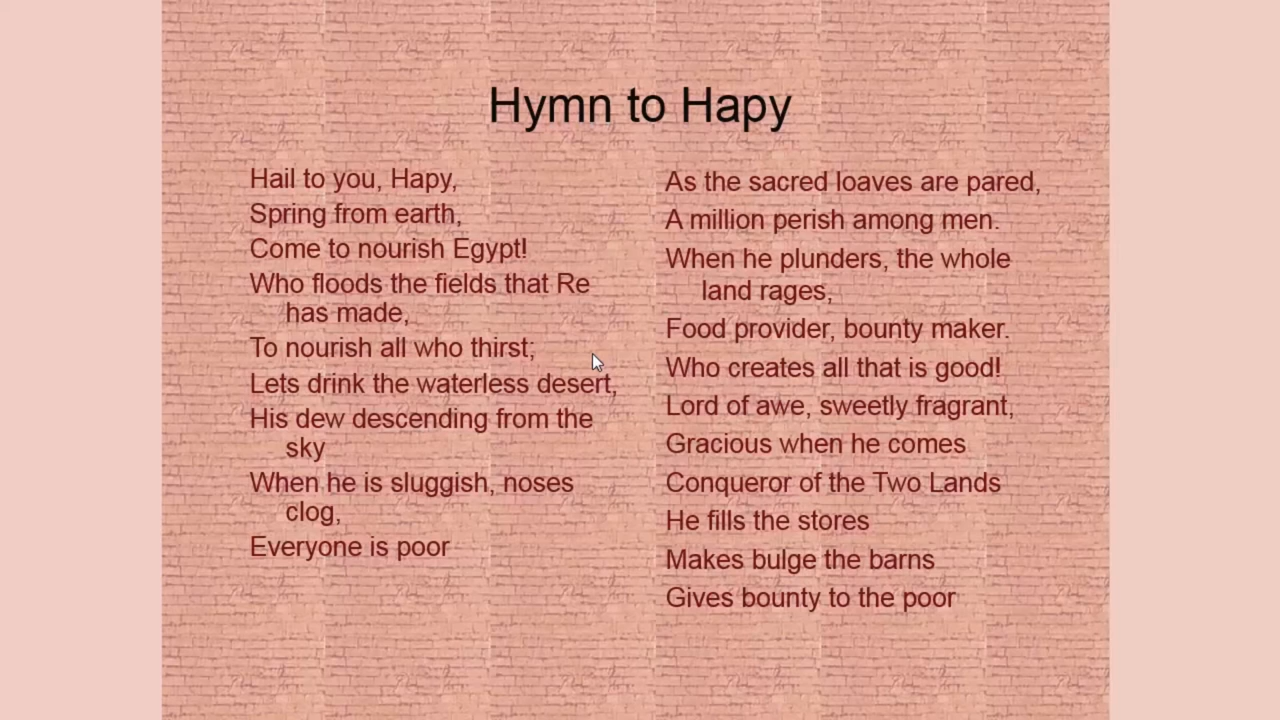 Hymn to Hapy
Hail to you, Hapy,
Spring from earth,
Come to nourish Egypt!
Who floods the fields that Re
has made,
To nourish all who thirst;
Lets drink the waterless desert,
His dew descending from the
sky
When he is sluggish, noses
clog,
Everyone is poor
As the sacred loaves are pared,
A million perish among men.
When he plunders, the whole
land rages,
Food provider, bounty maker.
Who creates all that is good!
Lord of awe, sweetly fragrant,
Gracious when he comes
Conqueror of the Two Lands
He fills the stores
Makes bulge the barns
Gives bounty to the poor